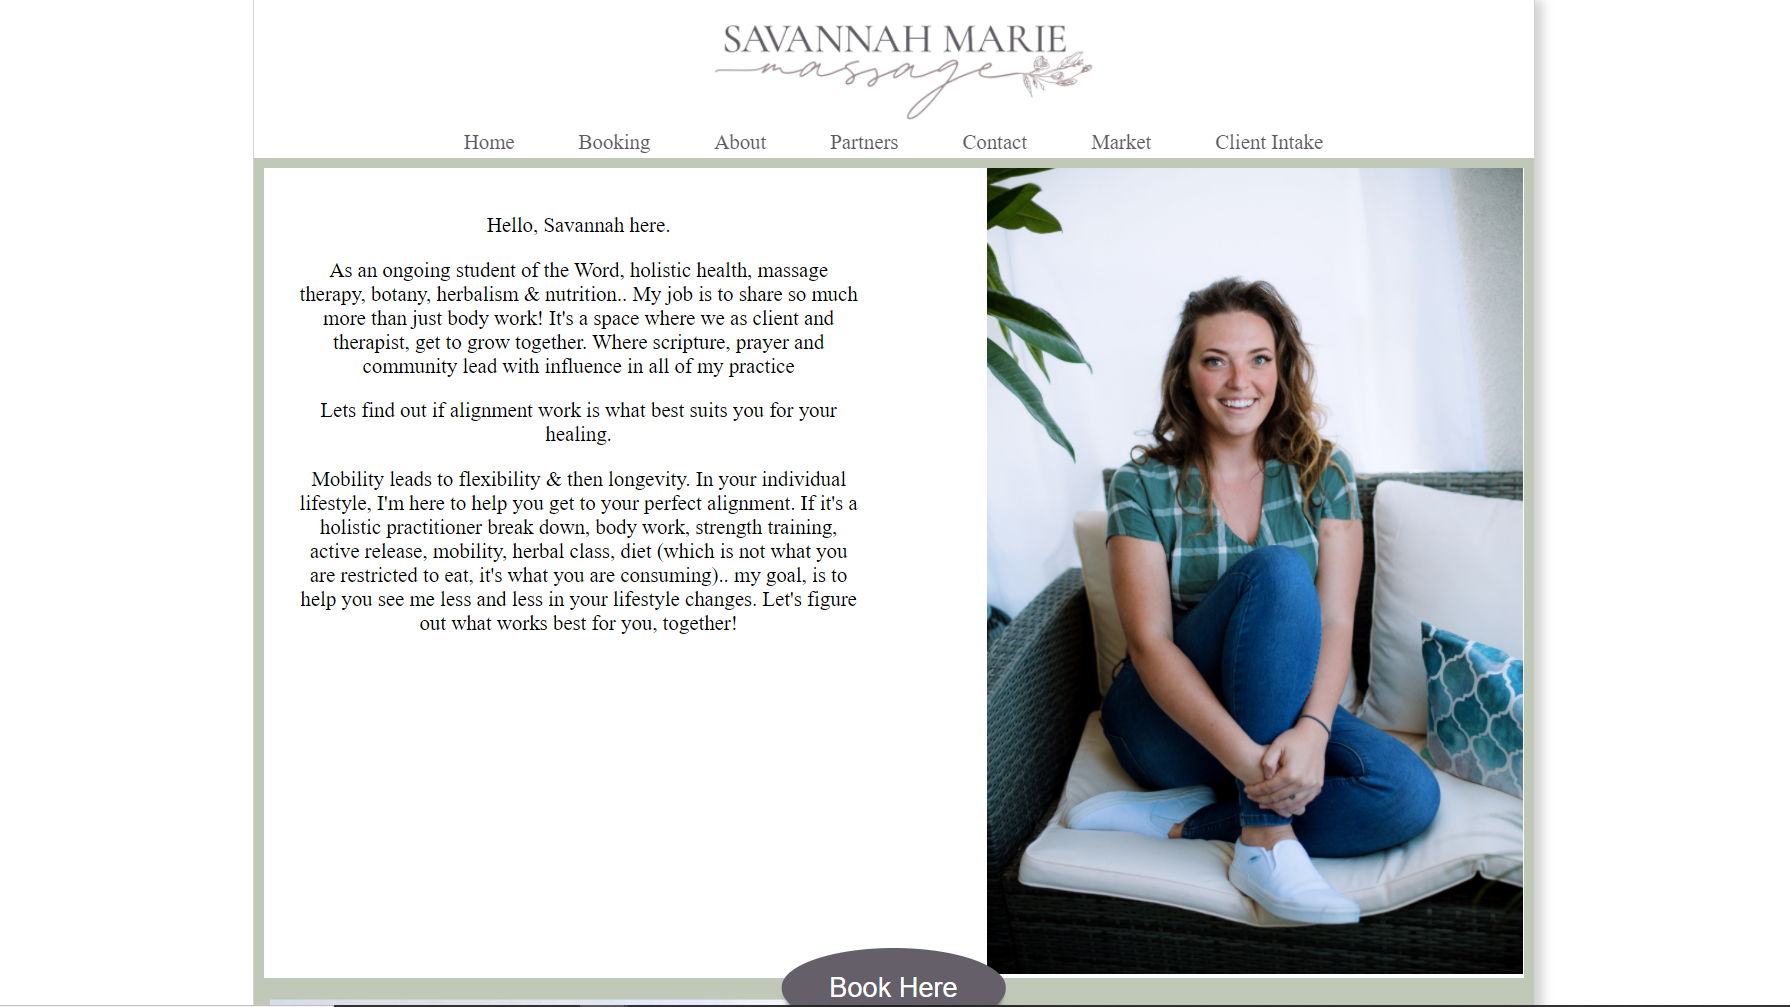 SAVANNAH MARIE
massage
Home Booking About Partners Contact Market Client Intake
Hello, Savannah here.
As an ongoing student of the Word, holistic health, massage
therapy, botany, herbalism & nutrition.. My job is to share so much
more than just body work! It's a space where we as client and
therapist, get to grow together. Where scripture, prayer and
community lead with influence in all of my practice
Lets find out if alignment work is what best suits you for your
healing.
Mobility leads to flexibility & then longevity. In your individual
lifestyle, I'm here to help you get to your perfect alignment. If it's a
holistic practitioner break down, body work, strength training,
active release, mobility, herbal class, diet (which is not what you
are restricted to eat, it's what you are consuming).. my goal, is to
help you see me less and less in your lifestyle changes. Let's figure
out what works best for you, together!
Book Here